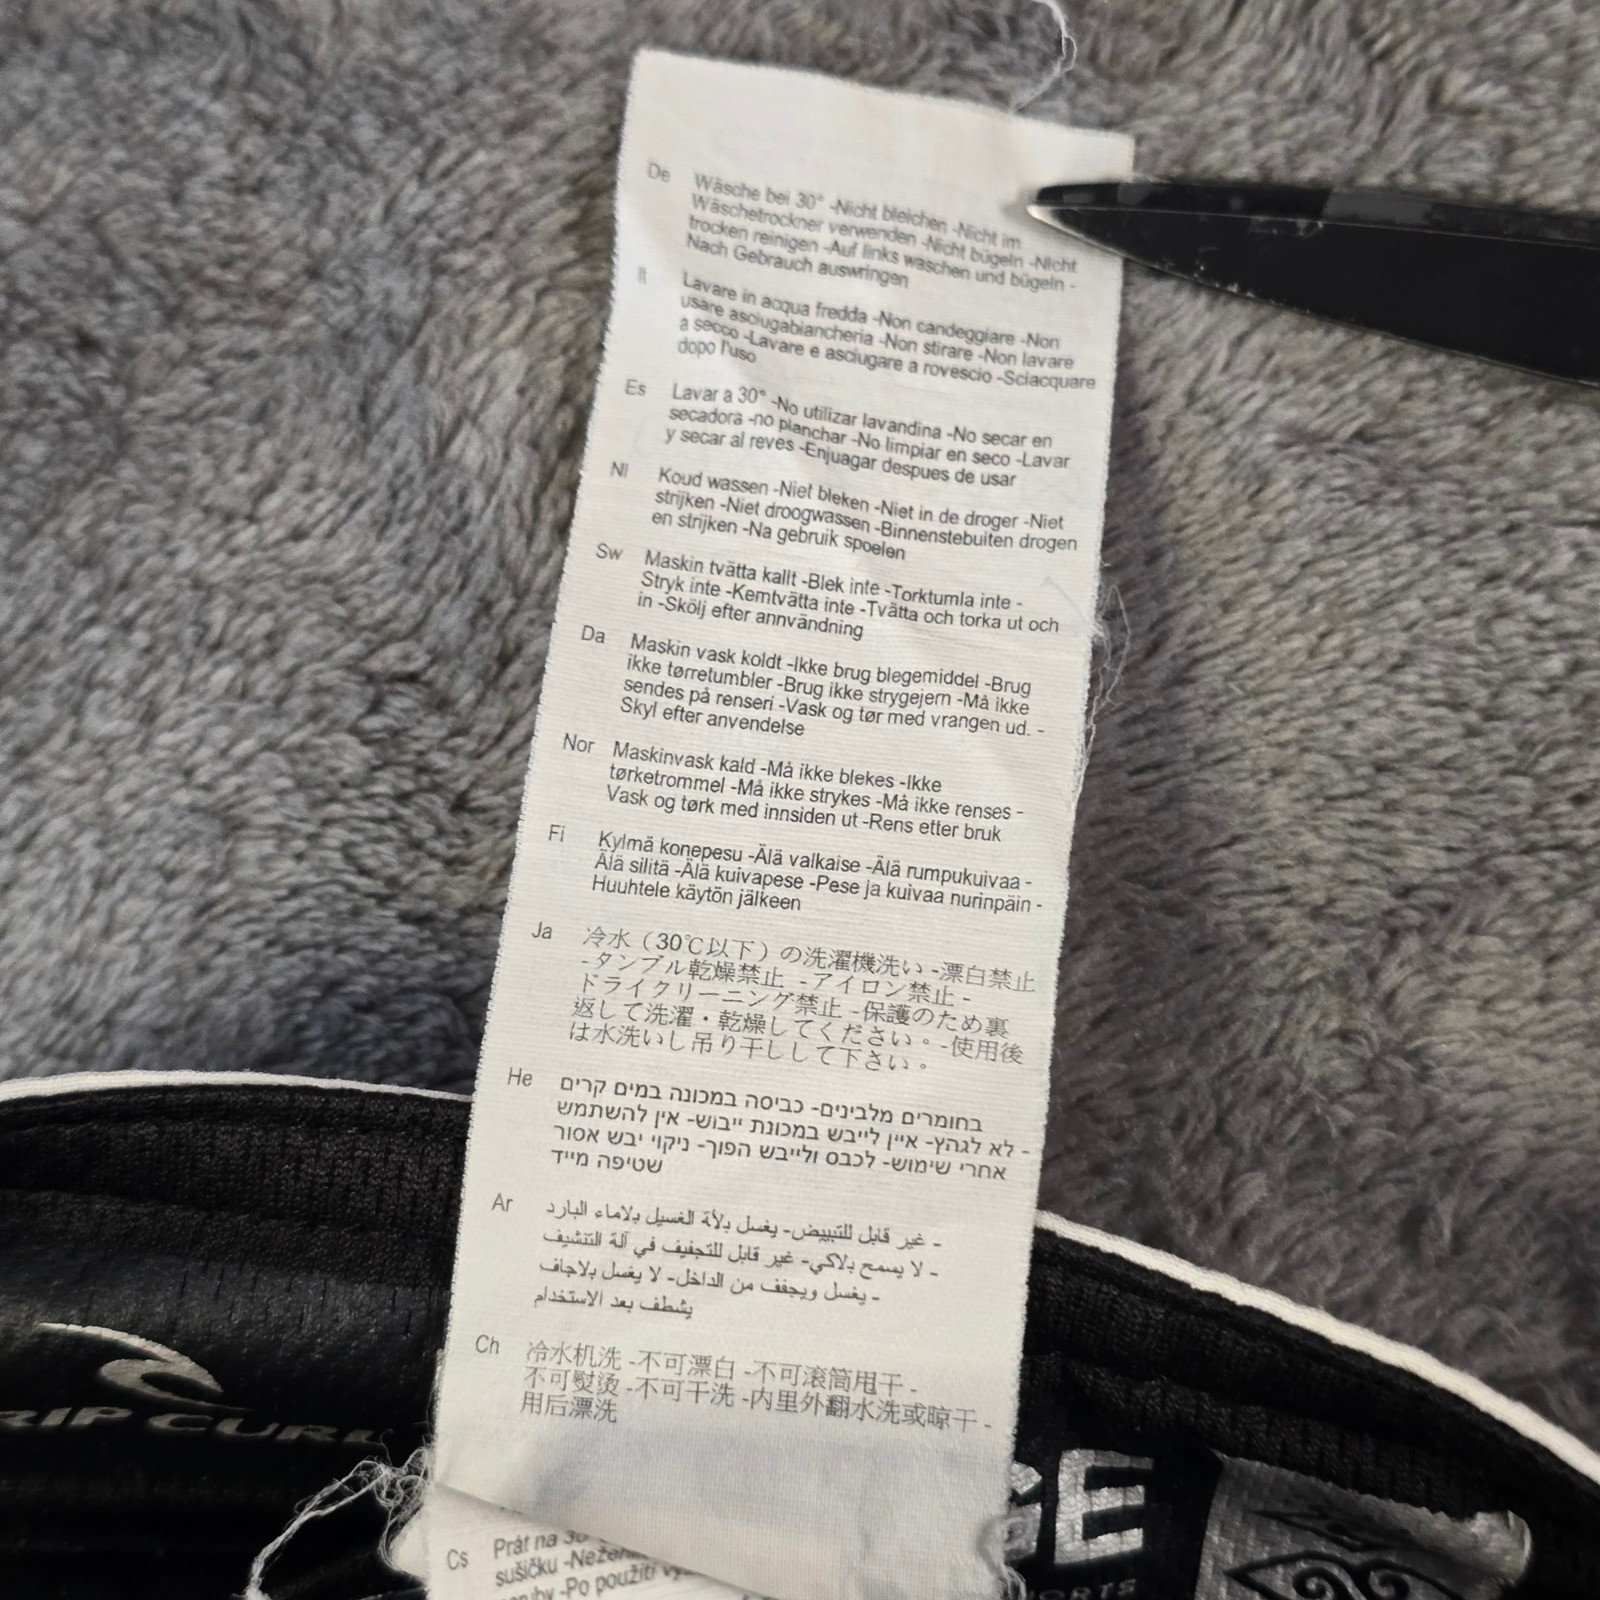 De Wäsche bei 30° -Nicht bleichen -Nicht im
Wäschetrockner verwenden -Nicht bügeln -Nicht
trocken reinigen -Auf links waschen und bügeln -
Nach Gebrauch auswringen
It Lavare in acqua fredda -Non candeggiare -Non
usare asciugabiancheria -Non stirare -Non lavare
a secco -Lavare e asciugare a rovescio -Sciacquare
dopo l'uso
Es Lavar a 30° -No utilizar lavandina -No secar en
secadora -no planchar -No limpiar en seco -Lavar
y secar al reves -Enjuagar despues de usar
Nl Koud wassen -Niet bleken -Niet in de droger -Niet
strijken -Niet droogwassen -Binnenstebuiten drogen
en strijken -Na gebruik spoelen
Sw Maskin tvätta kallt -Blek inte -Torktumla inte -
Stryk inte -Kemtvätta inte -Tvätta och torka ut och
in -Skölj efter annvändning
Da Maskin vask koldt -Ikke brug blegemiddel -Brug
ikke tørretumbler -Brug ikke strygejern -Må ikke
sendes på renseri -Vask og tør med vrangen ud. -
Skyl efter anvendelse
Nor Maskinvask kald -Må ikke blekes -Ikke
tørketrommel -Må ikke strykes -Må ikke renses -
Vask og tørk med innsiden ut -Rens etter bruk
Fi Kylmä konepesu -Älä valkaise -Älä rumpukuivaa -
Älä silitä -Älä kuivapese -Pese ja kuivaa nurinpäin -
Huuhtele käytön jälkeen
Ja 冷水（30℃以下）の洗濯機洗い -漂白禁止
-タンブル乾燥禁止 -アイロン禁止 -
ドライクリーニング禁止 -保護のため裏
返して洗濯・乾燥してください。-使用後
は水洗いし吊り干しして下さい。
He בחומרים מלבינים- כביסה במכונה במים קרים
- לא לגהץ- איין לייבש במכונת ייבוש- אין להשתמש
אחרי שימוש- לכבס ולייבש הפוך- ניקוי יבש אסור
שטיפה מייד
Ar - غير قابل للتبييض- يغسل بلأة الغسيل بلاماء البارد
- لا يسمح بلاكي- غير قابل للتجفيف في آلة التنشيف
- يغسل ويجفف من الداخل- لا يغسل بلاجاف
يشطف بعد الاستخدام
Ch 冷水机洗 -不可漂白 -不可滚筒甩干 -
不可熨烫 -不可干洗 -内里外翻水洗或晾干 -
用后漂洗
RIP CURL
GE
Cs Prát na 30
sušičku
-Po použití